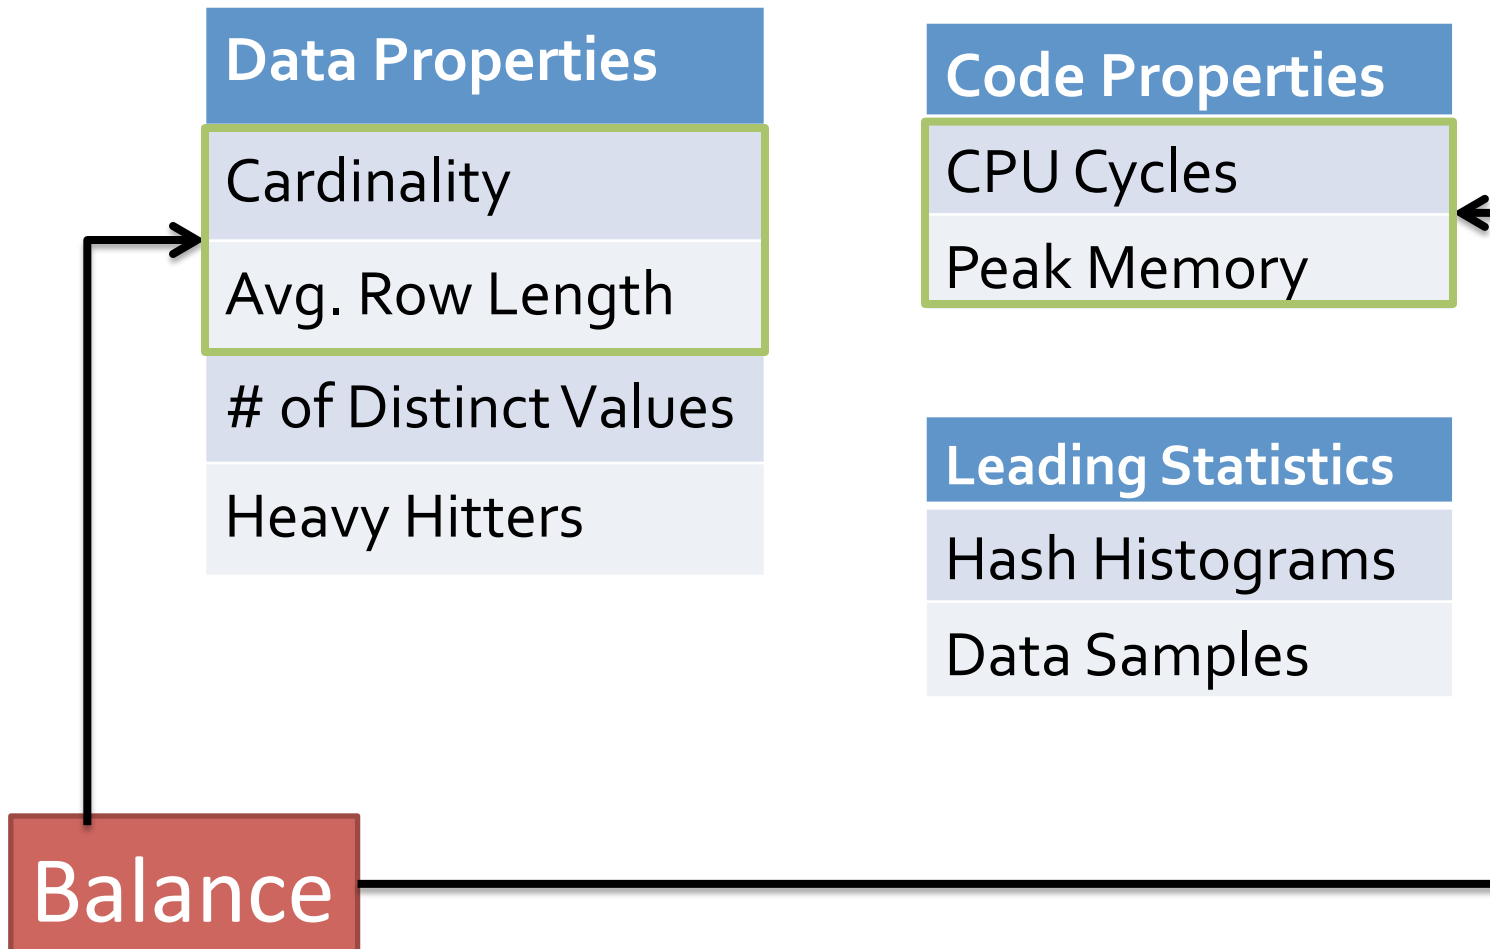 Data Properties
Cardinality
Avg. Row Length
# of Distinct Values
Heavy Hitters
Code Properties
CPU Cycles
Peak Memory
Leading Statistics
Hash Histograms
Data Samples
Balance